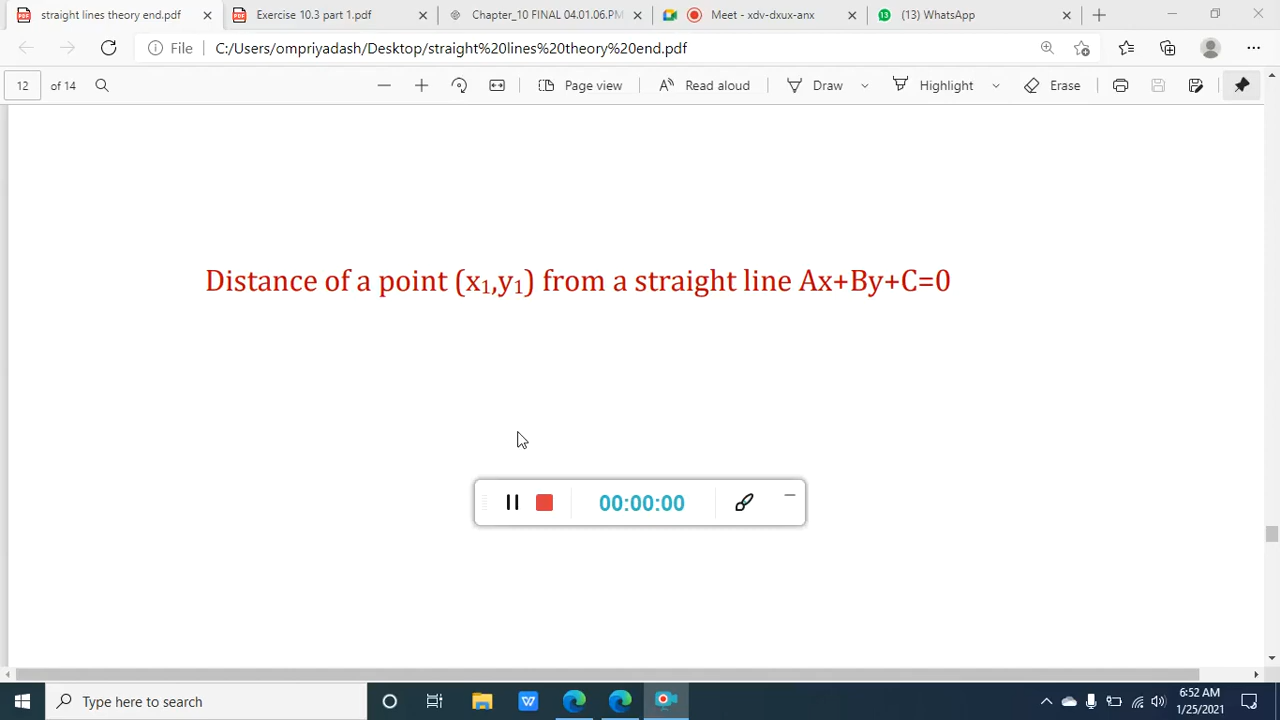 straight lines theory end.pdf
Exercise 10.3 part 1.pdf
Chapter_10 FINAL 04.01.06.PM
Meet - xdv-dxux-anx
(13) WhatsApp
File
C:/Users/ompriyadash/Desktop/straight%20lines%20theory%20end.pdf
12 of 14
Page view
Read aloud
Draw
Highlight
Erase
Distance of a point (x₁,y₁) from a straight line Ax+By+C=0
00:00:00
Type here to search
6:52 AM
1/25/2021